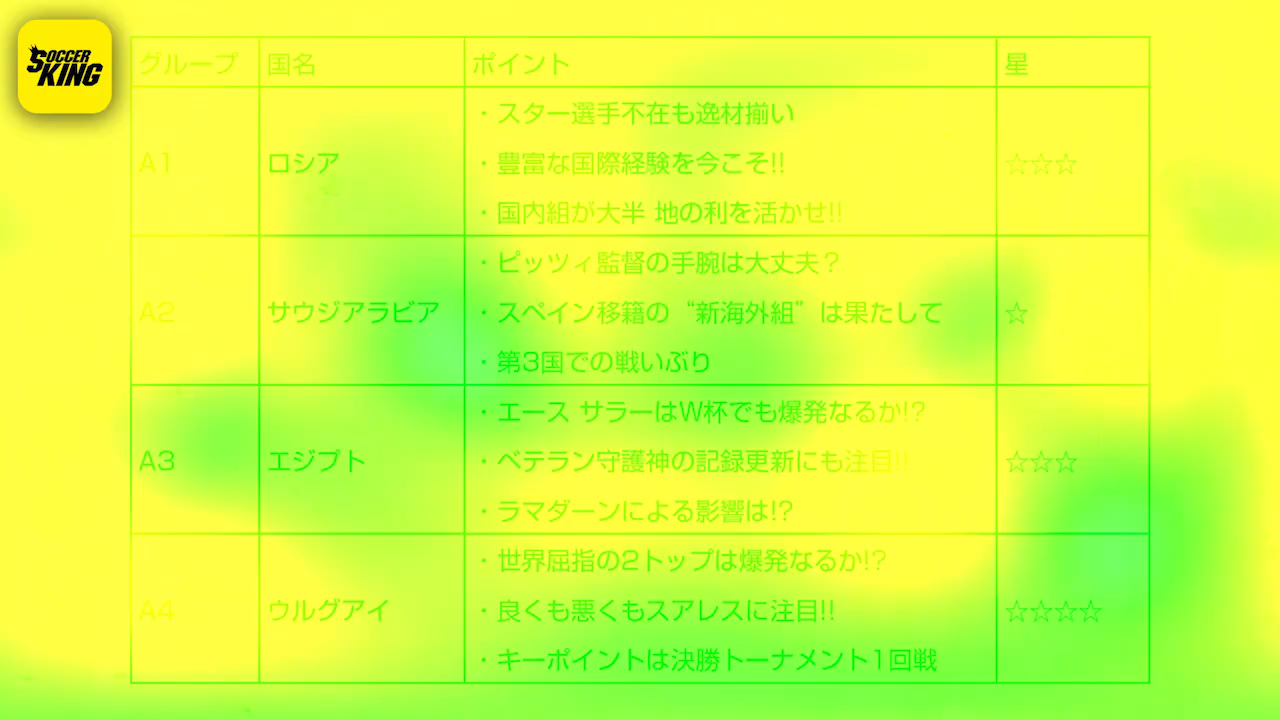 SOCCER
KING
グループ 国名 ポイント 星
A1 ロシア ・スター選手不在も逸材揃い
・豊富な国際経験を今こそ!!
・国内組が大半 地の利を活かせ!! ☆☆☆
A2 サウジアラビア ・ピッツィ監督の手腕は大丈夫？
・スペイン移籍の“新海外組”は果たして
・第3国での戦いぶり ☆
A3 エジプト ・エース サラーはW杯でも爆発なるか!?
・ベテラン守護神の記録更新にも注目!!
・ラマダーンによる影響は!? ☆☆☆
A4 ウルグアイ ・世界屈指の2トップは爆発なるか!?
・良くも悪くもスアレスに注目!!
・キーポイントは決勝トーナメント1回戦 ☆☆☆☆